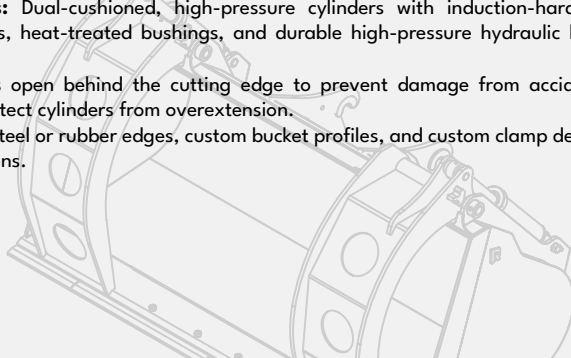 s: Dual-cushioned, high-pressure cylinders with induction-hard
s, heat-treated bushings, and durable high-pressure hydraulic
s open behind the cutting edge to prevent damage from accid
tect cylinders from overextension.
teel or rubber edges, custom bucket profiles, and custom clamp de
ns.